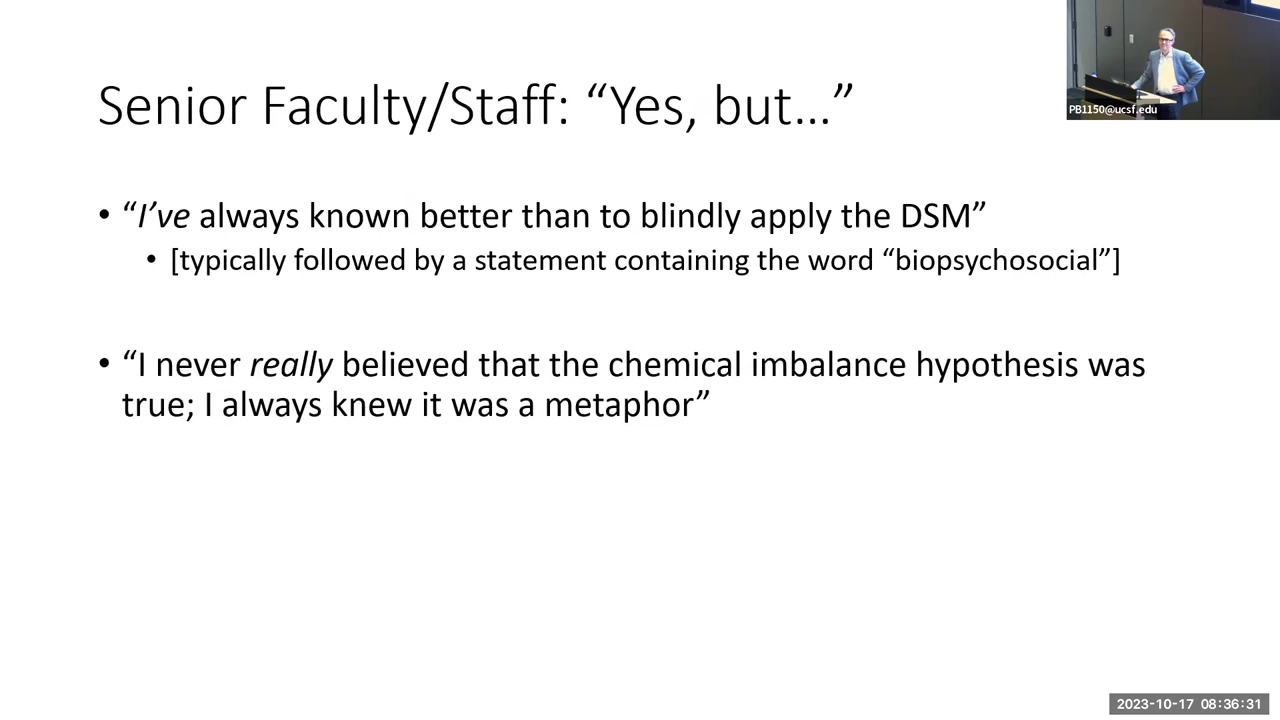 Senior Faculty/Staff: “Yes, but…”
PB1150@ucsf.edu
• “I’ve always known better than to blindly apply the DSM”
• [typically followed by a statement containing the word “biopsychosocial”]
• “I never really believed that the chemical imbalance hypothesis was
true; I always knew it was a metaphor”
2023-10-17 08:36:31